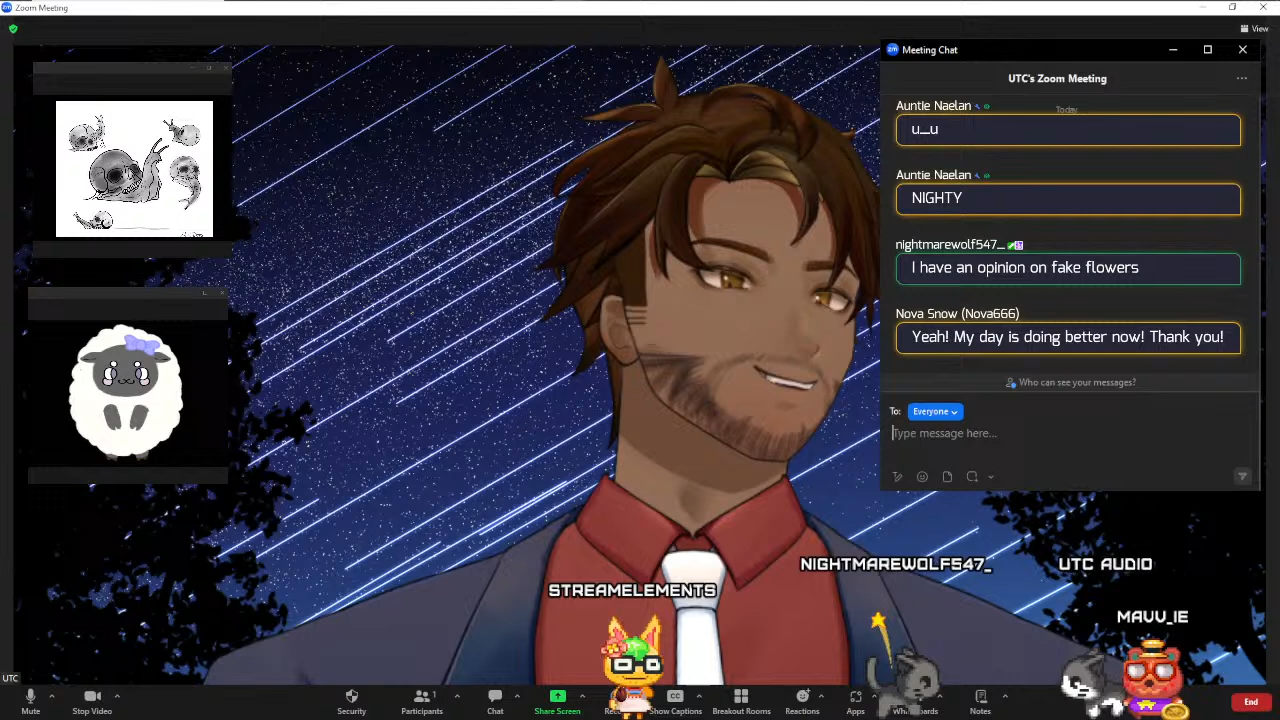 Zoom Meeting
View
Meeting Chat
UTC's Zoom Meeting
Today
Auntie Naelan
u_u
Auntie Naelan
NIGHTY
nightmarewolf547_
I have an opinion on fake flowers
Nova Snow (Nova666)
Yeah! My day is doing better now! Thank you!
Who can see your messages?
To: Everyone
Type message here...
NIGHTMAREWOLF547_
UTC AUDIO
STREAMELEMENTS
MAVV_IE
UTC
1
Mute
Stop Video
Security
Participants
Chat
Share Screen
Show Captions
Breakout Rooms
Reactions
Apps
Notes
End